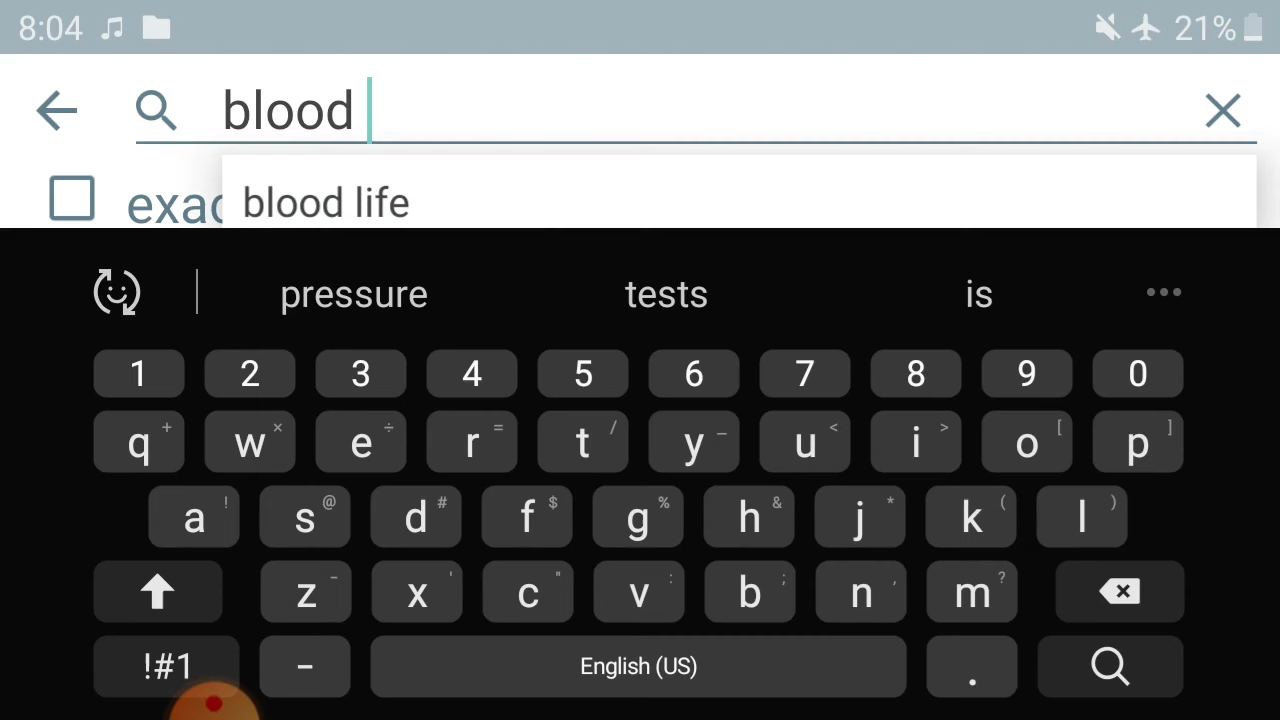 8:04 21%
blood
exac
blood life
pressure tests is
1 2 3 4 5 6 7 8 9 0
q + w × e ÷ r = t / y _ u < i > o [ p ]
a ! s @ d # f $ g % h & j * k ( l )
z - x ' c " v : b ; n , m ?
!#1 - English (US) .